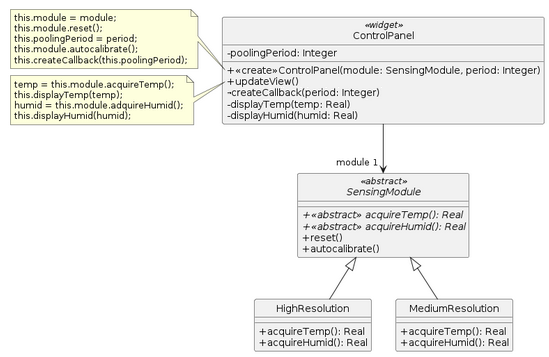 this.module = module;
this.module.reset();
this.poolingPeriod = period;
this.module.autocalibrate();
this.createCallback(this.poolingPeriod);
temp = this.module.acquireTemp();
this.displayTemp(temp);
humid = this.module.adquireHumid();
this.displayHumid(humid);
«widget»
ControlPanel
-poolingPeriod: Integer
+«create»ControlPanel(module: SensingModule, period: Integer)
+updateView()
-createCallback(period: Integer)
-displayTemp(temp: Real)
-displayHumid(humid: Real)
module 1
«abstract»
SensingModule
+«abstract» acquireTemp(): Real
+«abstract» acquireHumid(): Real
+reset()
+autocalibrate()
HighResolution
+acquireTemp(): Real
+acquireHumid(): Real
MediumResolution
+acquireTemp(): Real
+acquireHumid(): Real